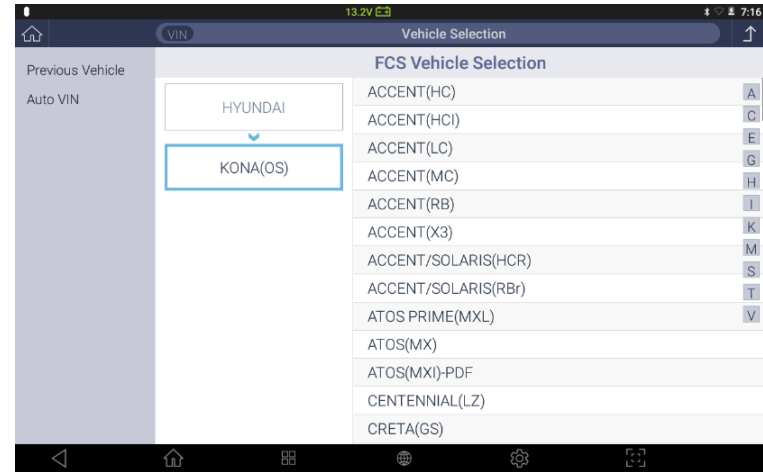 13.2V
7:16
VIN
Vehicle Selection
Previous Vehicle
Auto VIN
FCS Vehicle Selection
HYUNDAI
KONA(OS)
ACCENT(HC)
ACCENT(HCI)
ACCENT(LC)
ACCENT(MC)
ACCENT(RB)
ACCENT(X3)
ACCENT/SOLARIS(HCR)
ACCENT/SOLARIS(RBr)
ATOS PRIME(MXL)
ATOS(MX)
ATOS(MXI)-PDF
CENTENNIAL(LZ)
CRETA(GS)
A
C
E
G
H
I
K
M
S
T
V